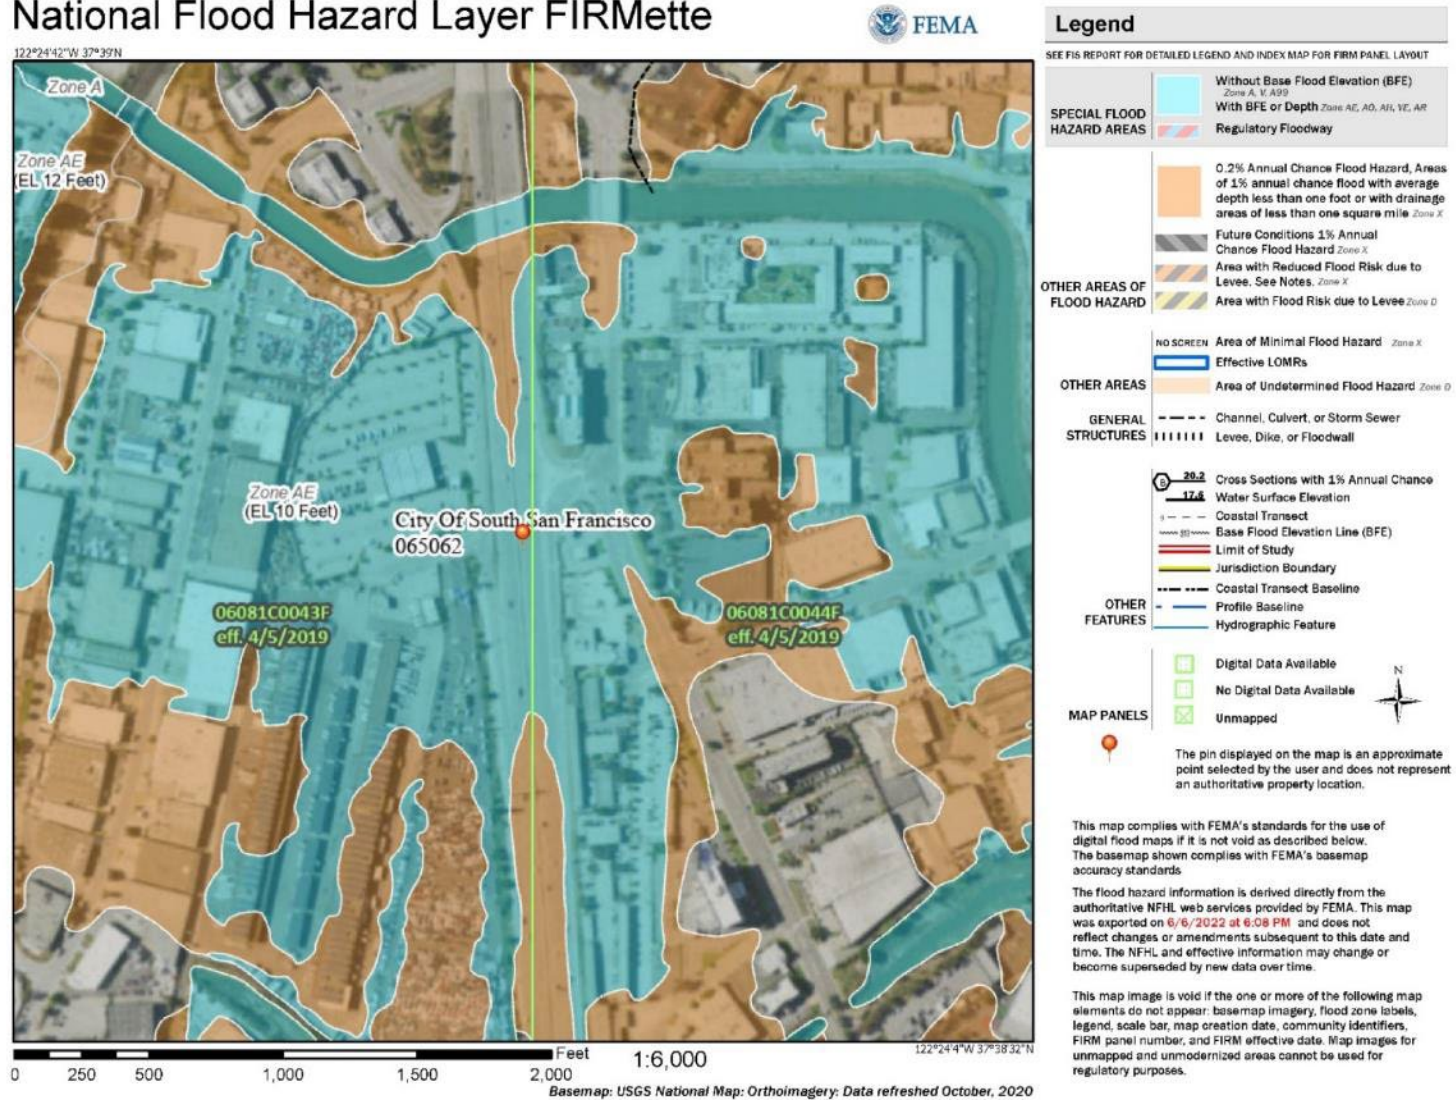 National Flood Hazard Layer FIRMette
FEMA
122°24'42"W 37°39'N
Zone A
Zone AE
(EL 12 Feet)
Zone AE
(EL 10 Feet)
City Of South San Francisco
065062
06081C0043F
eff. 4/5/2019
06081C0044F
eff. 4/5/2019
122°24'4"W 37°38'32"N
Feet
1:6,000
0 250 500 1,000 1,500 2,000
Basemap: USGS National Map: Orthoimagery: Data refreshed October, 2020
Legend
SEE FIS REPORT FOR DETAILED LEGEND AND INDEX MAP FOR FIRM PANEL LAYOUT
SPECIAL FLOOD
HAZARD AREAS
Without Base Flood Elevation (BFE)
Zone A, V, A99
With BFE or Depth Zone AE, AO, AH, VE, AR
Regulatory Floodway
OTHER AREAS OF
FLOOD HAZARD
0.2% Annual Chance Flood Hazard, Areas
of 1% annual chance flood with average
depth less than one foot or with drainage
areas of less than one square mile Zone X
Future Conditions 1% Annual
Chance Flood Hazard Zone X
Area with Reduced Flood Risk due to
Levee. See Notes. Zone X
Area with Flood Risk due to Levee Zone D
OTHER AREAS
NO SCREEN Area of Minimal Flood Hazard Zone X
Effective LOMRs
Area of Undetermined Flood Hazard Zone D
GENERAL
STRUCTURES
Channel, Culvert, or Storm Sewer
Levee, Dike, or Floodwall
OTHER
FEATURES
B 20.2 Cross Sections with 1% Annual Chance
17.5 Water Surface Elevation
8 Coastal Transect
513 Base Flood Elevation Line (BFE)
Limit of Study
Jurisdiction Boundary
Coastal Transect Baseline
Profile Baseline
Hydrographic Feature
MAP PANELS
Digital Data Available
No Digital Data Available
Unmapped
N
The pin displayed on the map is an approximate
point selected by the user and does not represent
an authoritative property location.
This map complies with FEMA's standards for the use of
digital flood maps if it is not void as described below.
The basemap shown complies with FEMA's basemap
accuracy standards
The flood hazard information is derived directly from the
authoritative NFHL web services provided by FEMA. This map
was exported on 6/6/2022 at 6:08 PM and does not
reflect changes or amendments subsequent to this date and
time. The NFHL and effective information may change or
become superseded by new data over time.
This map image is void if the one or more of the following map
elements do not appear: basemap imagery, flood zone labels,
legend, scale bar, map creation date, community identifiers,
FIRM panel number, and FIRM effective date. Map images for
unmapped and unmodernized areas cannot be used for
regulatory purposes.